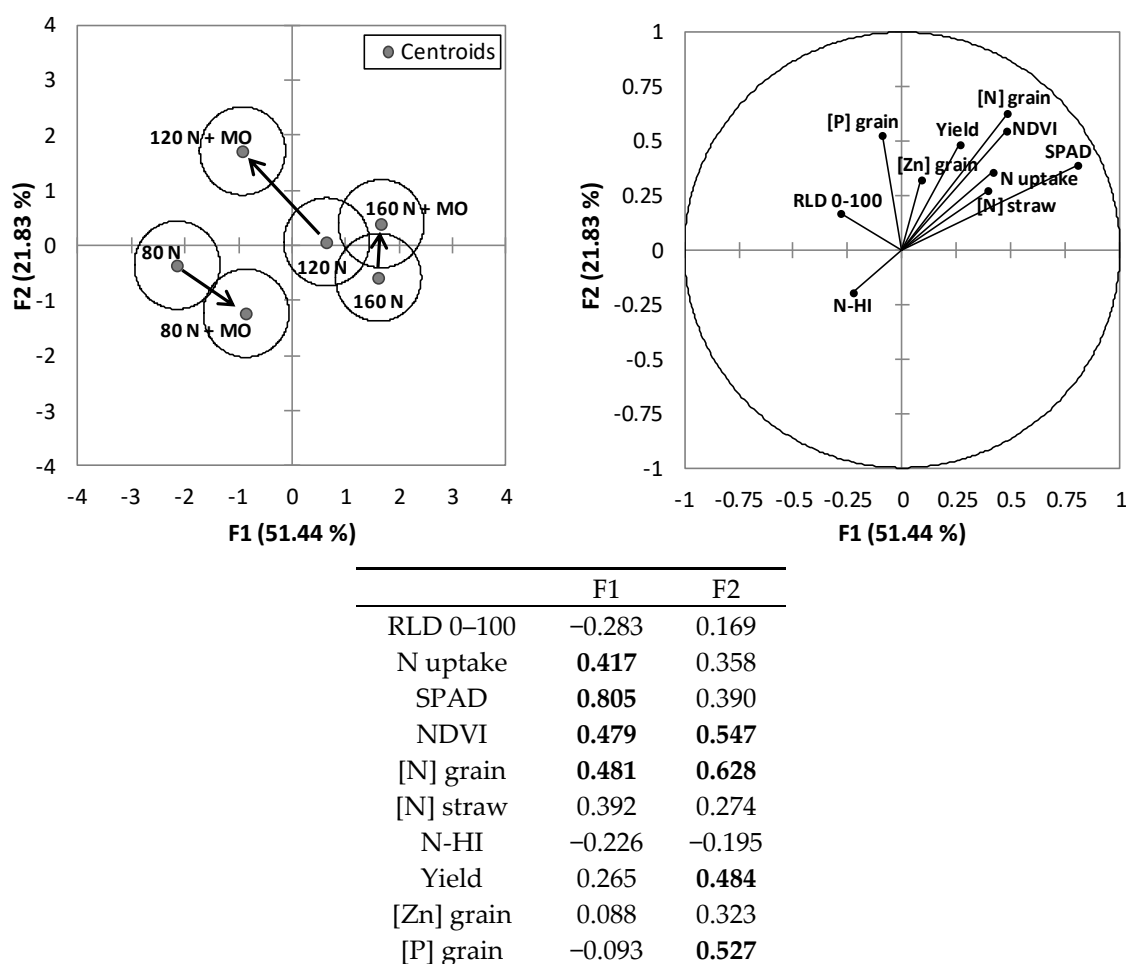 Centroids
4
3
2
1
0
-1
-2
-3
-4
F2 (21.83 %)
120 N + MO
160 N + MO
80 N
120 N
160 N
80 N + MO
-4 -3 -2 -1 0 1 2 3 4
F1 (51.44 %)
1
0.75
0.5
0.25
0
-0.25
-0.5
-0.75
-1
F2 (21.83 %)
[N] grain
[P] grain
Yield
NDVI
SPAD
[Zn] grain
N uptake
RLD 0-100
[N] straw
N-HI
-1 -0.75 -0.5 -0.25 0 0.25 0.5 0.75 1
F1 (51.44 %)
F1 F2
RLD 0–100 −0.283 0.169
N uptake 0.417 0.358
SPAD 0.805 0.390
NDVI 0.479 0.547
[N] grain 0.481 0.628
[N] straw 0.392 0.274
N-HI −0.226 −0.195
Yield 0.265 0.484
[Zn] grain 0.088 0.323
[P] grain −0.093 0.527